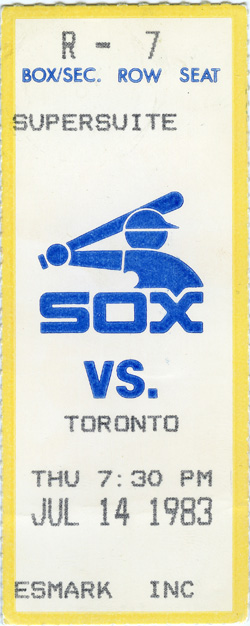 R - 7
BOX/SEC. ROW SEAT
SUPERSUITE
SOX
VS.
TORONTO
THU 7:30 PM
JUL 14 1983
ESMARK INC